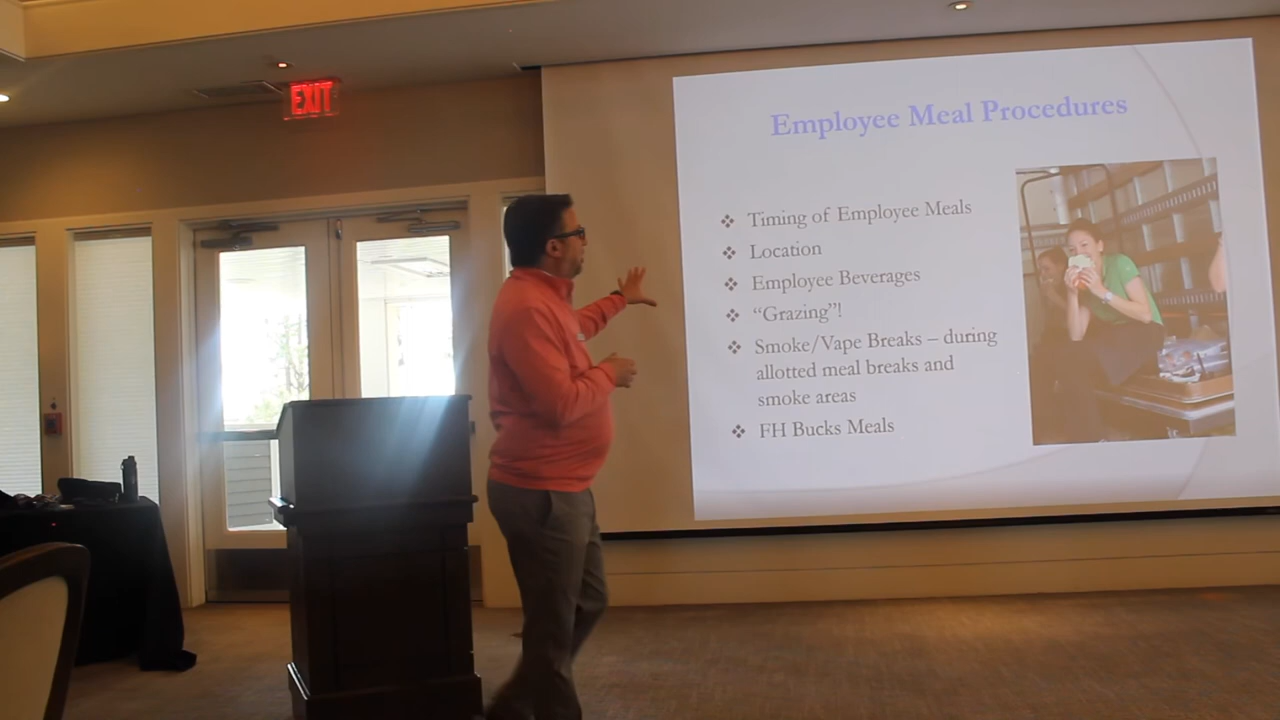 EXIT
Employee Meal Procedures
Timing of Employee Meals
Location
Employee Beverages
“Grazing”!
Smoke/Vape Breaks – during
allotted meal breaks and
smoke areas
FH Bucks Meals